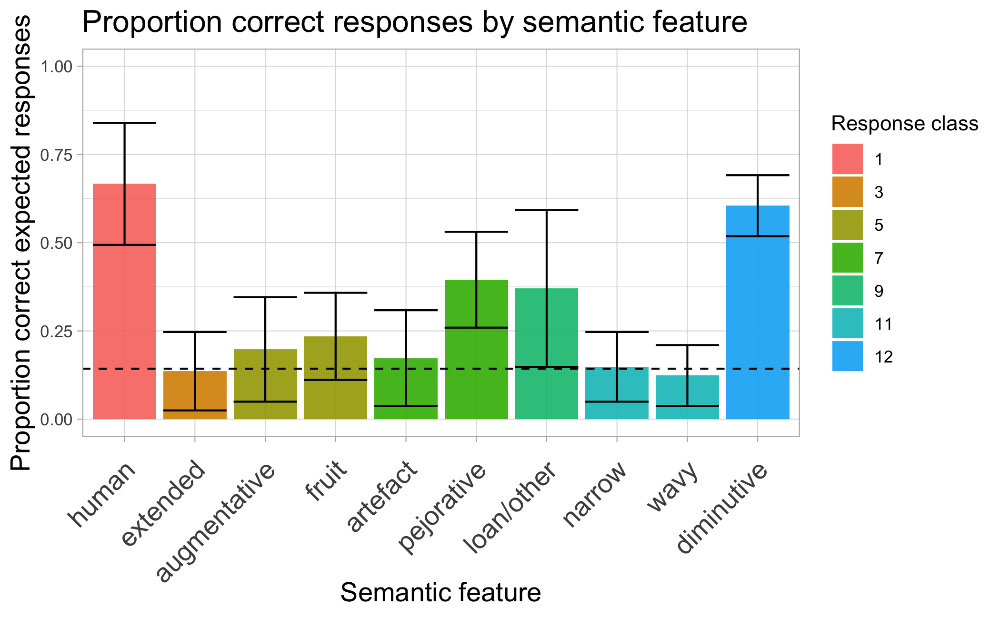 Proportion correct responses by semantic feature
Proportion correct expected responses
1.00
0.75
0.50
0.25
0.00
human
extended
augmentative
fruit
artefact
pejorative
loan/other
narrow
wavy
diminutive
Semantic feature
Response class
1
3
5
7
9
11
12